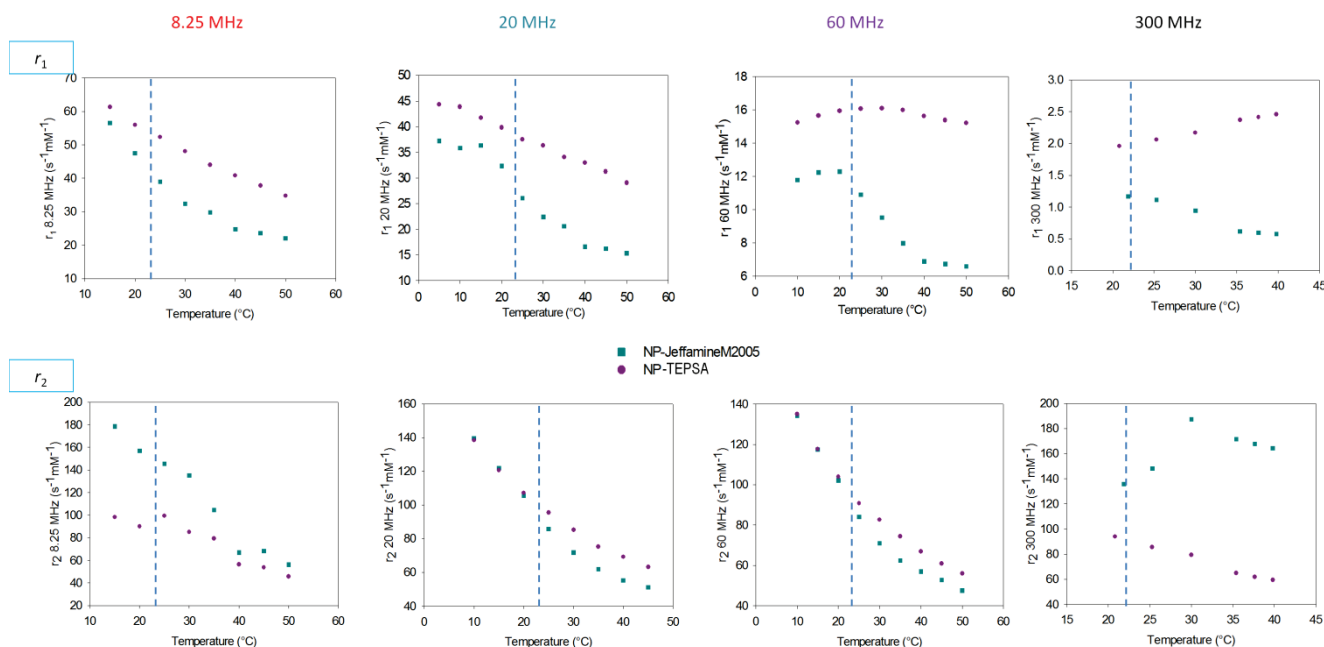 8.25 MHz
20 MHz
60 MHz
300 MHz
r1
70
60
50
40
30
20
10
r1 8.25 MHz (s-1mM-1)
10 20 30 40 50 60
Temperature (°C)
50
45
40
35
30
25
20
15
10
r1 20 MHz (s-1mM-1)
0 10 20 30 40 50 60
Temperature (°C)
18
16
14
12
10
8
6
r1 60 MHz (s-1mM-1)
0 10 20 30 40 50 60
Temperature (°C)
3.0
2.5
2.0
1.5
1.0
0.5
0.0
r1 300 MHz (s-1mM-1)
15 20 25 30 35 40 45
Temperature (°C)
NP-JeffamineM2005
NP-TEPSA
r2
200
180
160
140
120
100
80
60
40
20
r2 8.25 MHz (s-1mM-1)
10 20 30 40 50 60
Temperature (°C)
160
140
120
100
80
60
40
r2 20 MHz (s-1mM-1)
0 10 20 30 40 50
Temperature (°C)
140
120
100
80
60
40
r2 60 MHz (s-1mM-1)
0 10 20 30 40 50 60
Temperature (°C)
200
180
160
140
120
100
80
60
40
r2 300 MHz (s-1mM-1)
15 20 25 30 35 40 45
Temperature (°C)